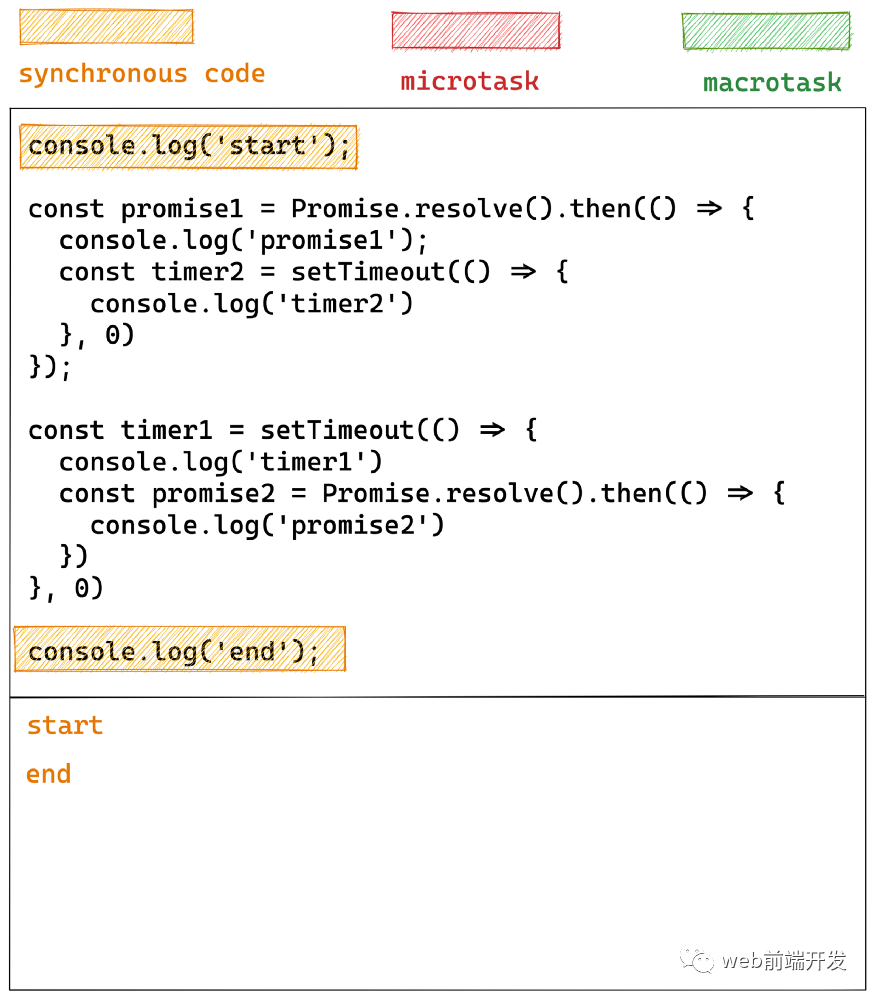 synchronous code
microtask
macrotask
console.log('start');
const promise1 = Promise.resolve().then(() => {
  console.log('promise1');
  const timer2 = setTimeout(() => {
    console.log('timer2')
  }, 0)
});
const timer1 = setTimeout(() => {
  console.log('timer1')
  const promise2 = Promise.resolve().then(() => {
    console.log('promise2')
  })
}, 0)
console.log('end');
start
end
web前端开发